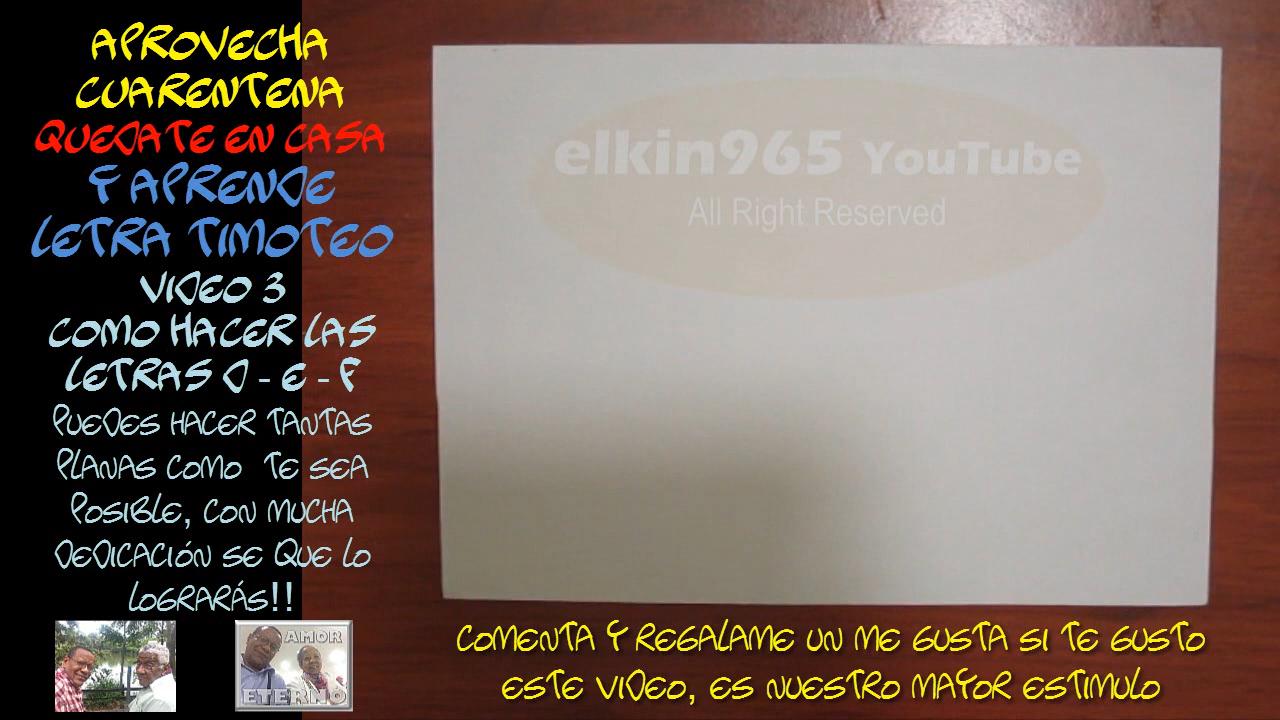 APROVECHA
CUARENTENA
QUEDATE EN CASA
Y APRENDE
LETRA TIMOTEO
VIDEO 3
COMO HACER LAS
LETRAS D - E - F
PUEDES HACER TANTAS
PLANAS COMO TE SEA
POSIBLE, CON MUCHA
DEDICACIÓN SE QUE LO
LOGRARÁS!!
AMOR
ETERNO
elkin965 YouTube
All Right Reserved
COMENTA Y REGALAME UN ME GUSTA SI TE GUSTO
ESTE VIDEO, ES NUESTRO MAYOR ESTIMULO